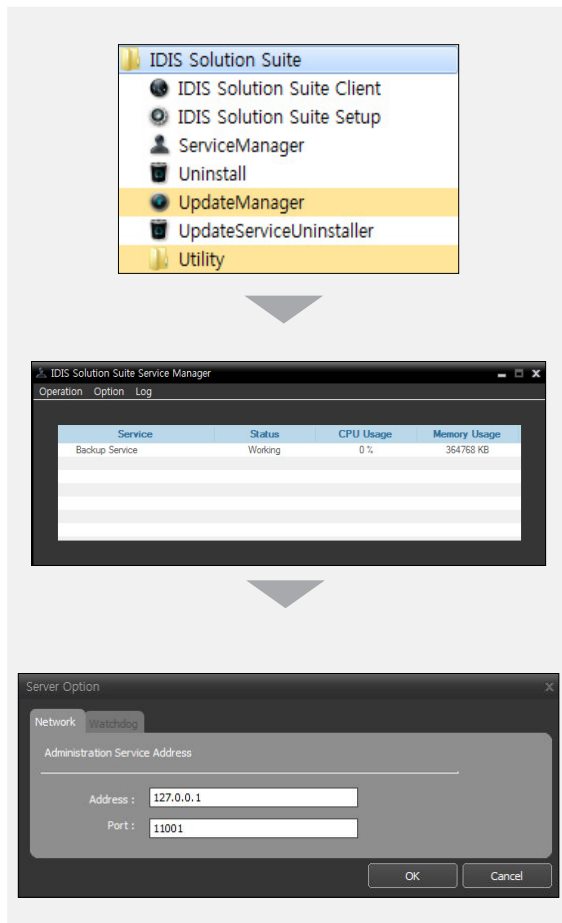 IDIS Solution Suite
IDIS Solution Suite Client
IDIS Solution Suite Setup
ServiceManager
Uninstall
UpdateManager
UpdateServiceUninstaller
Utility
IDIS Solution Suite Service Manager
Operation Option Log
Service Status CPU Usage Memory Usage
Backup Service Working 0 % 364768 KB
Server Option
Network Watchdog
Administration Service Address
Address : 127.0.0.1
Port : 11001
OK Cancel